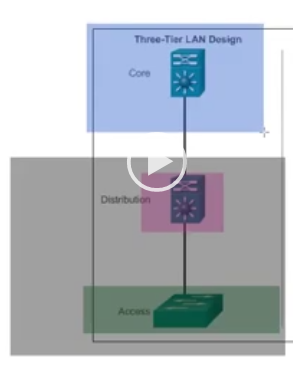 Three-Tier LAN Design
Core
Distribution
Access